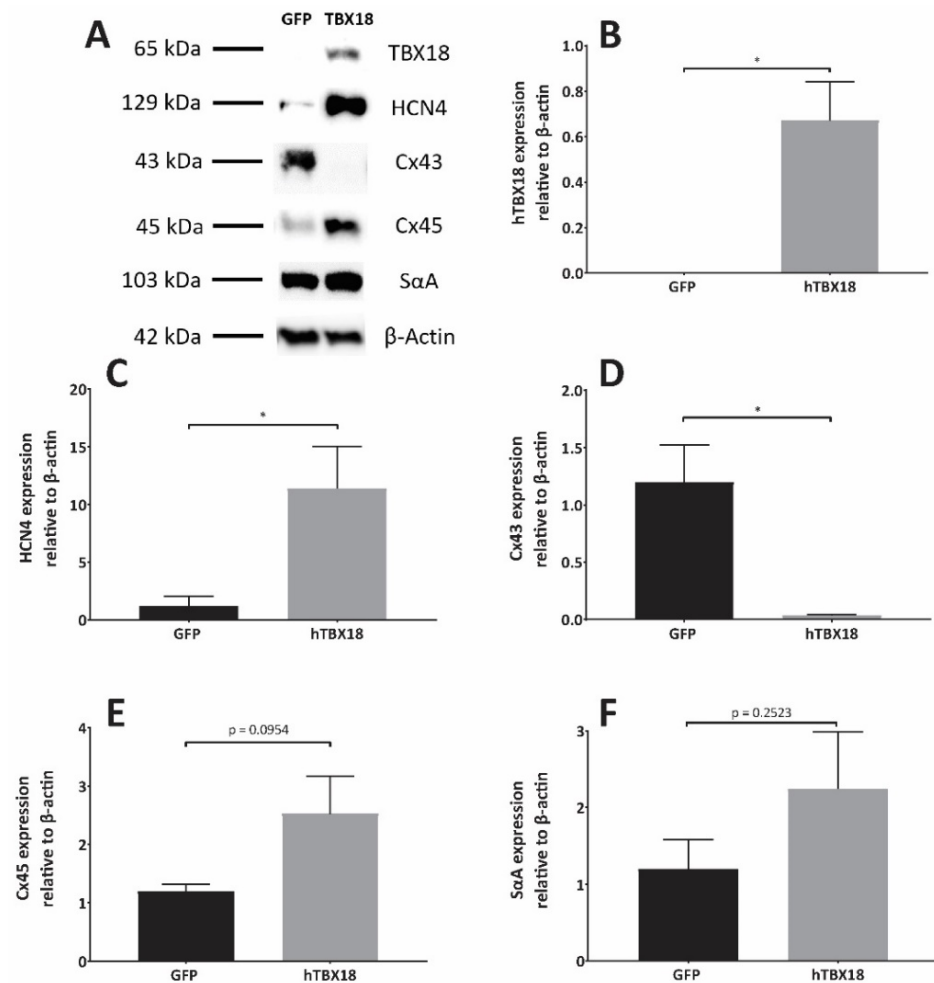 A
GFP TBX18
65 kDa TBX18
129 kDa HCN4
43 kDa Cx43
45 kDa Cx45
103 kDa SαA
42 kDa β-Actin
B
hTBX18 expression
relative to β-actin
1.0
0.8
0.6
0.4
0.2
0.0
*
GFP hTBX18
C
HCN4 expression
relative to β-actin
20
15
10
5
0
*
GFP hTBX18
D
Cx43 expression
relative to β-actin
2.0
1.5
1.0
0.5
0.0
*
GFP hTBX18
E
Cx45 expression
relative to β-actin
4
3
2
1
0
p = 0.0954
GFP hTBX18
F
SαA expression
relative to β-actin
3
2
1
0
p = 0.2523
GFP hTBX18